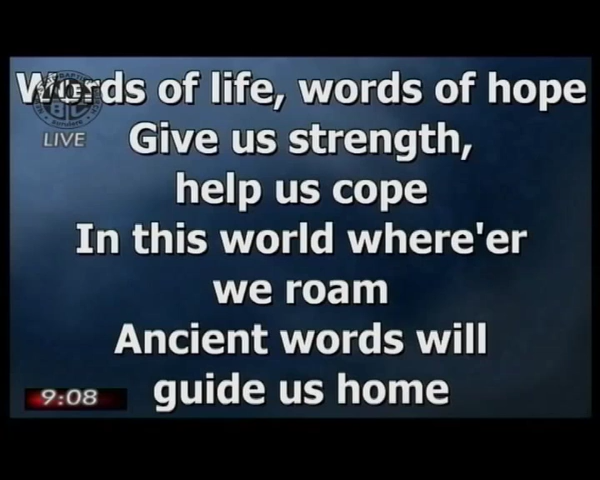 Words of life, words of hope
LIVE
Give us strength,
help us cope
In this world where'er
we roam
Ancient words will
guide us home
9:08